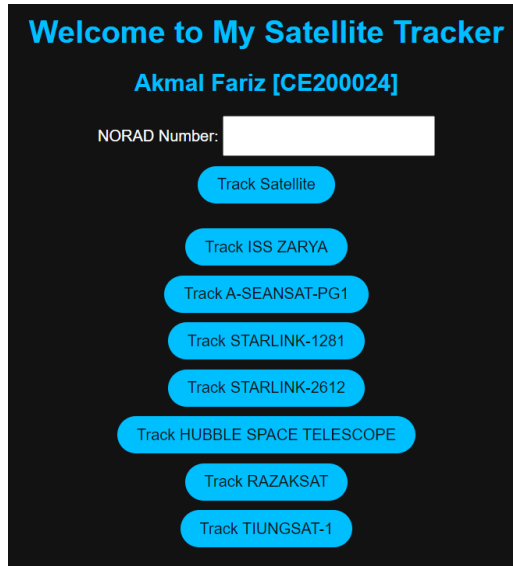 Welcome to My Satellite Tracker
Akmal Fariz [CE200024]
NORAD Number:
Track Satellite
Track ISS ZARYA
Track A-SEANSAT-PG1
Track STARLINK-1281
Track STARLINK-2612
Track HUBBLE SPACE TELESCOPE
Track RAZAKSAT
Track TIUNGSAT-1